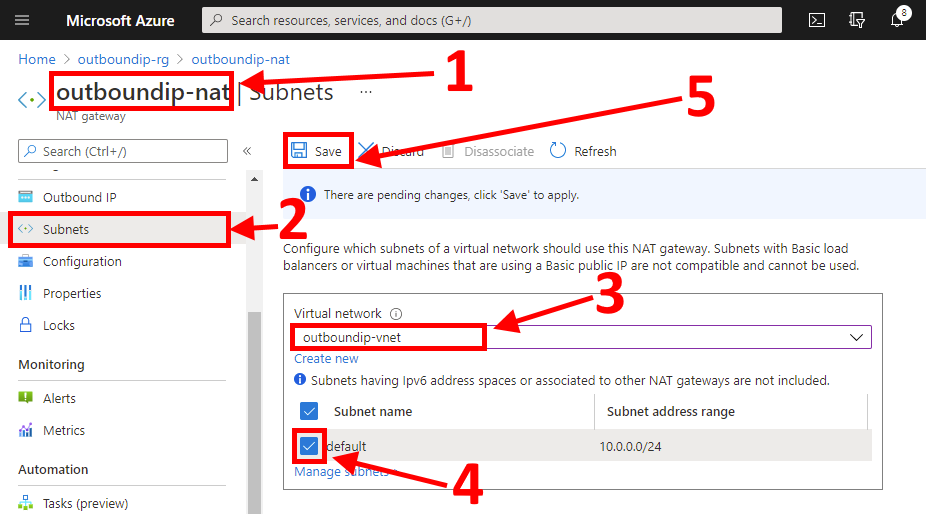 Microsoft Azure
Search resources, services, and docs (G+/)
8
Home > outboundip-rg > outboundip-nat
1
outboundip-nat | Subnets ...
NAT gateway
5
Search (Ctrl+/) «
Save Discard Disassociate Refresh
There are pending changes, click 'Save' to apply.
Outbound IP
Subnets
2
Configuration
Properties
Locks
Monitoring
Alerts
Metrics
Automation
Tasks (preview)
Configure which subnets of a virtual network should use this NAT gateway. Subnets with Basic load
balancers or virtual machines that are using a Basic public IP are not compatible and cannot be used.
3
Virtual network
outboundip-vnet
Create new
Subnets having Ipv6 address spaces or associated to other NAT gateways are not included.
Subnet name Subnet address range
default 10.0.0.0/24
Manage subnets >
4